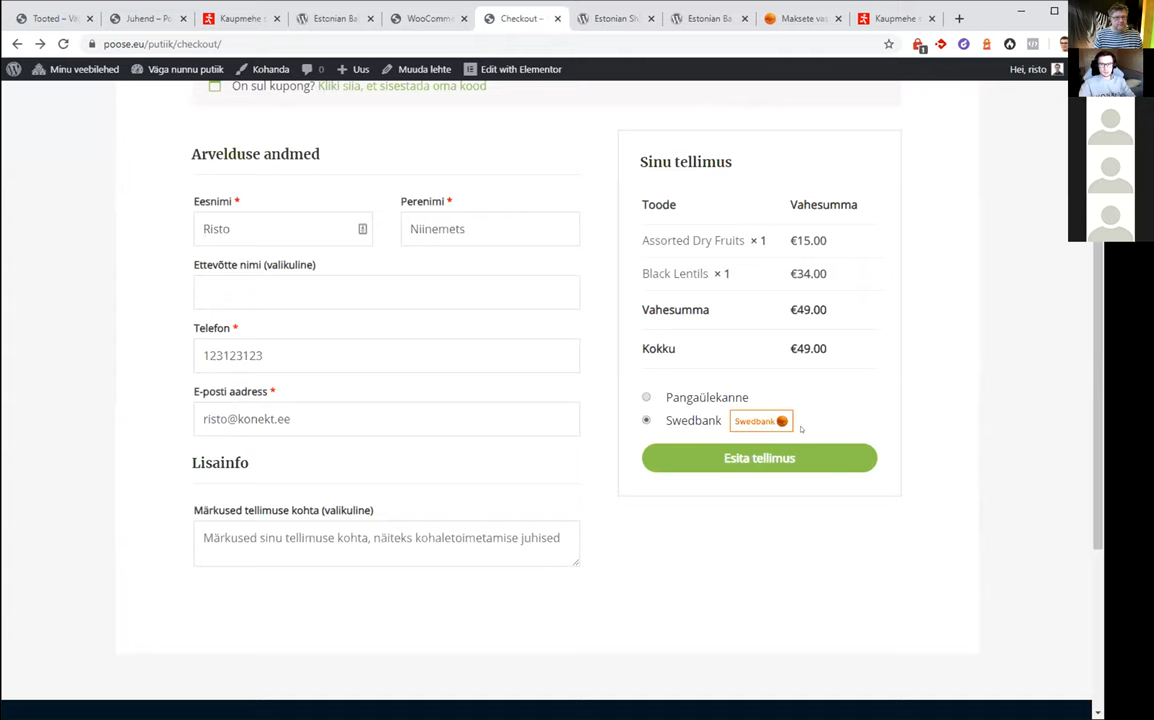 Tooted – Vä
Juhend – Po
Kaupmehe s
Estonian Ba
WooComm
Checkout –
Estonian Sh
Estonian Ba
Maksete vas
Kaupmehe s
poose.eu/putiik/checkout/
Minu veebilehed
Väga nunnu putiik
Kohanda
0
Uus
Muuda lehte
Edit with Elementor
Hei, risto
On sul kupong? Kliki siia, et sisestada oma kood
Arvelduse andmed
Eesnimi *
Perenimi *
Risto
Niinemets
Ettevõtte nimi (valikuline)
Telefon *
123123123
E-posti aadress *
risto@konekt.ee
Lisainfo
Märkused tellimuse kohta (valikuline)
Märkused sinu tellimuse kohta, näiteks kohaletoimetamise juhised
Sinu tellimus
Toode Vahesumma
Assorted Dry Fruits × 1 €15.00
Black Lentils × 1 €34.00
Vahesumma €49.00
Kokku €49.00
Pangaülekanne
Swedbank Swedbank
Esita tellimus